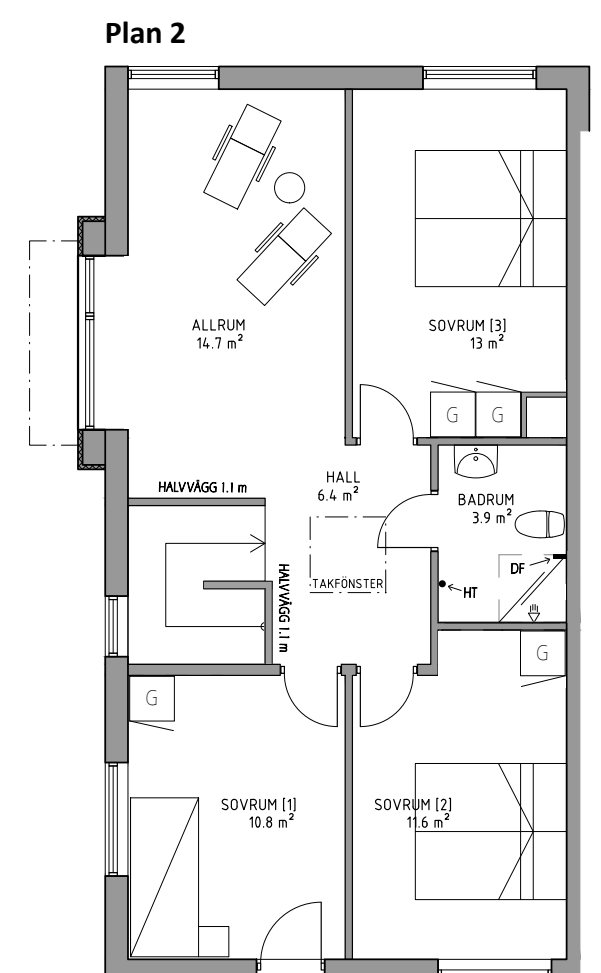 Plan 2
ALLRUM
14.7 m²
SOVRUM [3]
13 m²
G G
HALL
6.4 m²
HALVVÄGG 1.1 m
BADRUM
3.9 m²
TAKFÖNSTER
HALVVÄGG 1.1 m
DF
HT
G
G
SOVRUM [1]
10.8 m²
SOVRUM [2]
11.6 m²